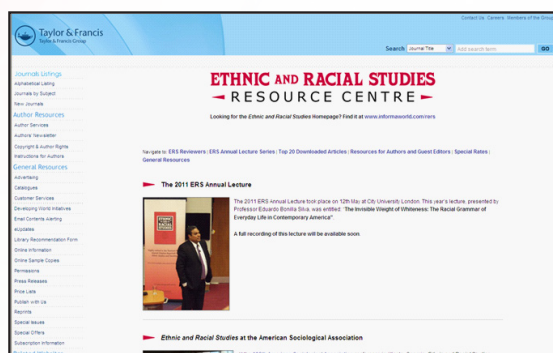 Contact Us Careers Members of the Group
Taylor & Francis
Taylor & Francis Group
Search Journal Title Add search term GO
Journals Listings
Alphabetical Listing
Journals by Subject
New Journals
Author Resources
Author Services
Authors' Newsletter
Copyright & Author Rights
Instructions for Authors
General Resources
Advertising
Catalogues
Customer Services
Developing World Initiatives
Email Contents Alerting
eUpdates
Library Recommendation Form
Online Information
Online Sample Copies
Permissions
Press Releases
Price Lists
Publish with Us
Reprints
Special Issues
Special Offers
Subscription Information
ETHNIC AND RACIAL STUDIES
RESOURCE CENTRE
Looking for the Ethnic and Racial Studies Homepage? Find it at www.informaworld.com/rers
Navigate to: ERS Reviewers | ERS Annual Lecture Series | Top 20 Downloaded Articles | Resources for Authors and Guest Editors | Special Rates |
General Resources
The 2011 ERS Annual Lecture
The 2011 ERS Annual Lecture took place on 12th May at City University London. This year's lecture, presented by
Professor Eduardo Bonilla Silva, was entitled: "The Invisible Weight of Whiteness: The Racial Grammar of
Everyday Life in Contemporary America".
A full recording of this lecture will be available soon.
Ethnic and Racial Studies at the American Sociological Association